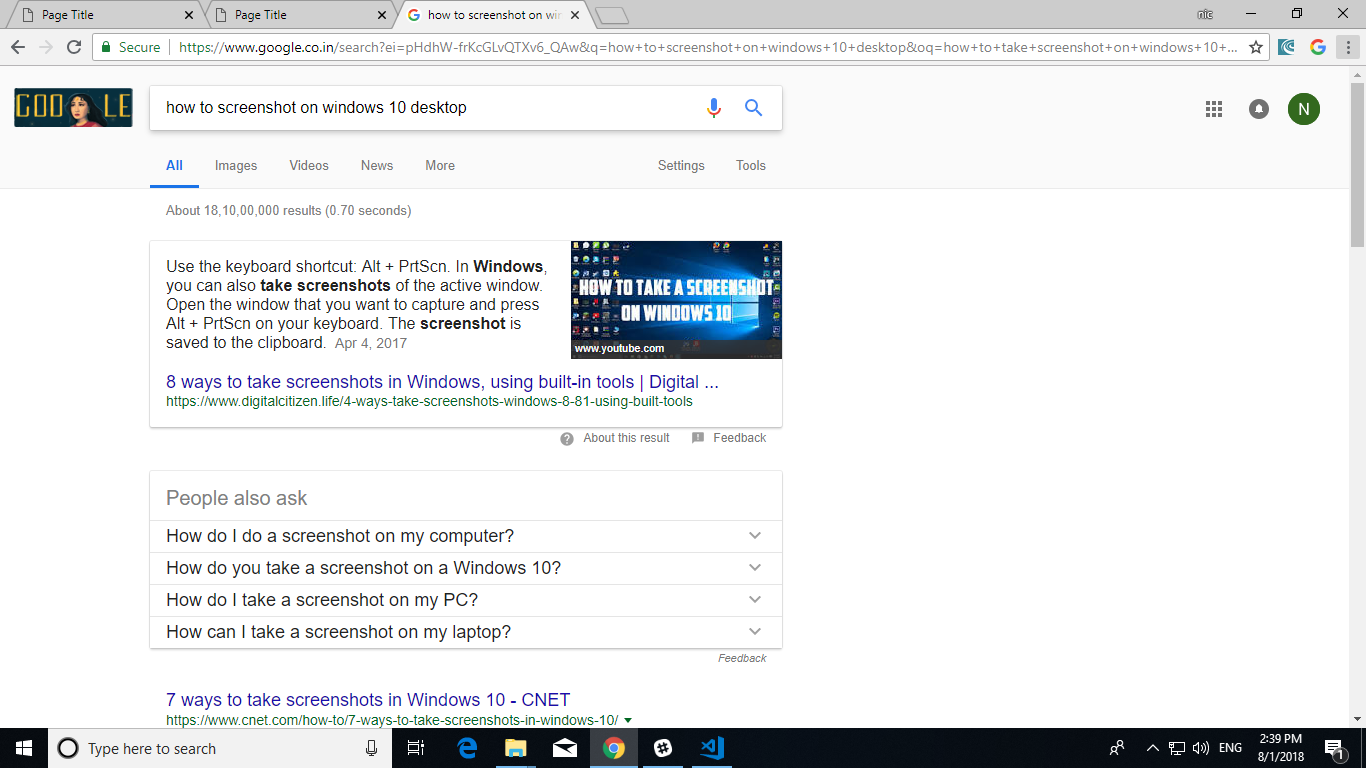 Page Title
Page Title
how to screenshot on win
nic
Secure
https://www.google.co.in/search?ei=pHdhW-frKcGLvQTXv6_QAw&q=how+to+screenshot+on+windows+10+desktop&oq=how+to+take+screenshot+on+windows+10+...
GOO LE
how to screenshot on windows 10 desktop
N
All
Images
Videos
News
More
Settings
Tools
About 18,10,00,000 results (0.70 seconds)
Use the keyboard shortcut: Alt + PrtScn. In Windows,
you can also take screenshots of the active window.
Open the window that you want to capture and press
Alt + PrtScn on your keyboard. The screenshot is
saved to the clipboard. Apr 4, 2017
HOW TO TAKE A SCREENSHOT
ON WINDOWS 10
www.youtube.com
8 ways to take screenshots in Windows, using built-in tools | Digital ...
https://www.digitalcitizen.life/4-ways-take-screenshots-windows-8-81-using-built-tools
About this result
Feedback
People also ask
How do I do a screenshot on my computer?
How do you take a screenshot on a Windows 10?
How do I take a screenshot on my PC?
How can I take a screenshot on my laptop?
Feedback
7 ways to take screenshots in Windows 10 - CNET
https://www.cnet.com/how-to/7-ways-to-take-screenshots-in-windows-10/
Type here to search
ENG
2:39 PM
8/1/2018
1